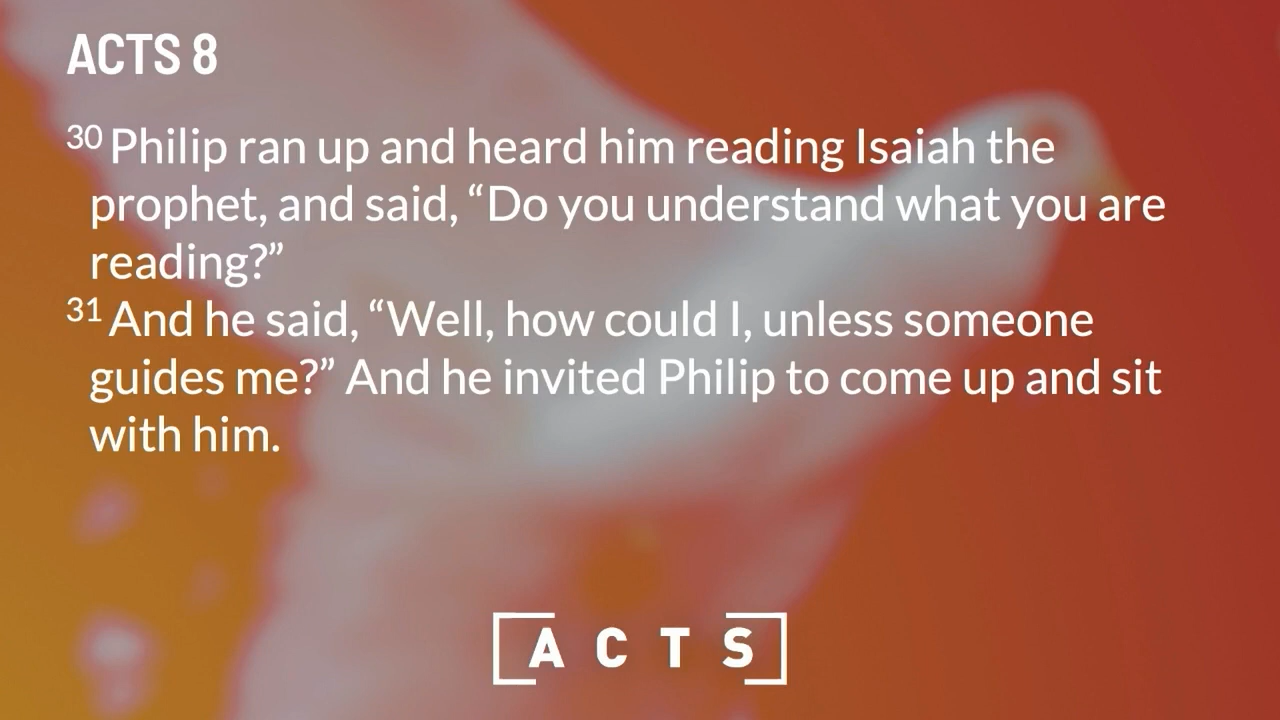 ACTS 8
30 Philip ran up and heard him reading Isaiah the
prophet, and said, “Do you understand what you are
reading?”
31 And he said, “Well, how could I, unless someone
guides me?” And he invited Philip to come up and sit
with him.
ACTS